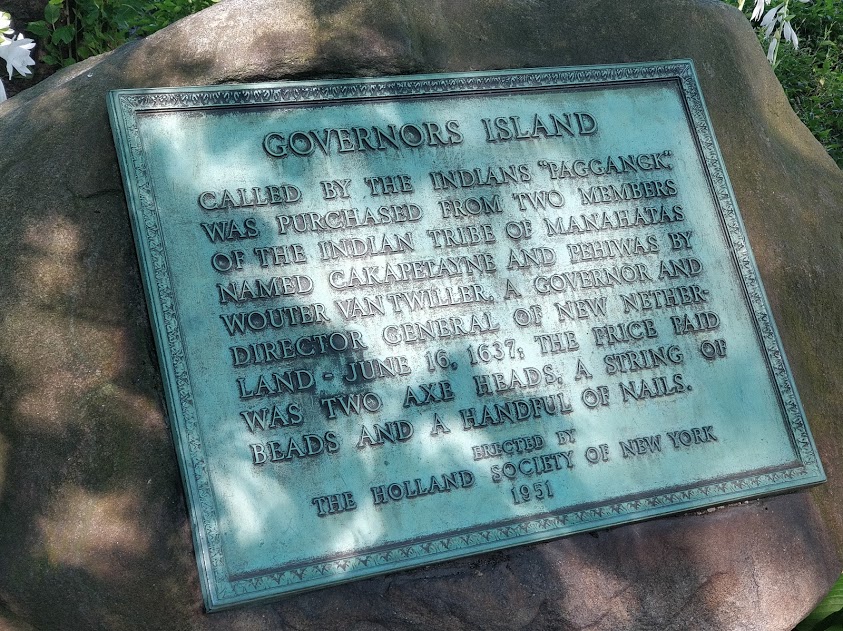 GOVERNORS ISLAND
CALLED BY THE INDIANS "PAGGANCK",
WAS PURCHASED FROM TWO MEMBERS
OF THE INDIAN TRIBE OF MANAHATAS
NAMED CAKAPETAYNE AND PEHIWAS BY
WOUTER VAN TWILLER, A GOVERNOR AND
DIRECTOR GENERAL OF NEW NETHER-
LAND - JUNE 16, 1637; THE PRICE PAID
WAS TWO AXE HEADS, A STRING OF
BEADS AND A HANDFUL OF NAILS.
ERECTED BY
THE HOLLAND SOCIETY OF NEW YORK
1951